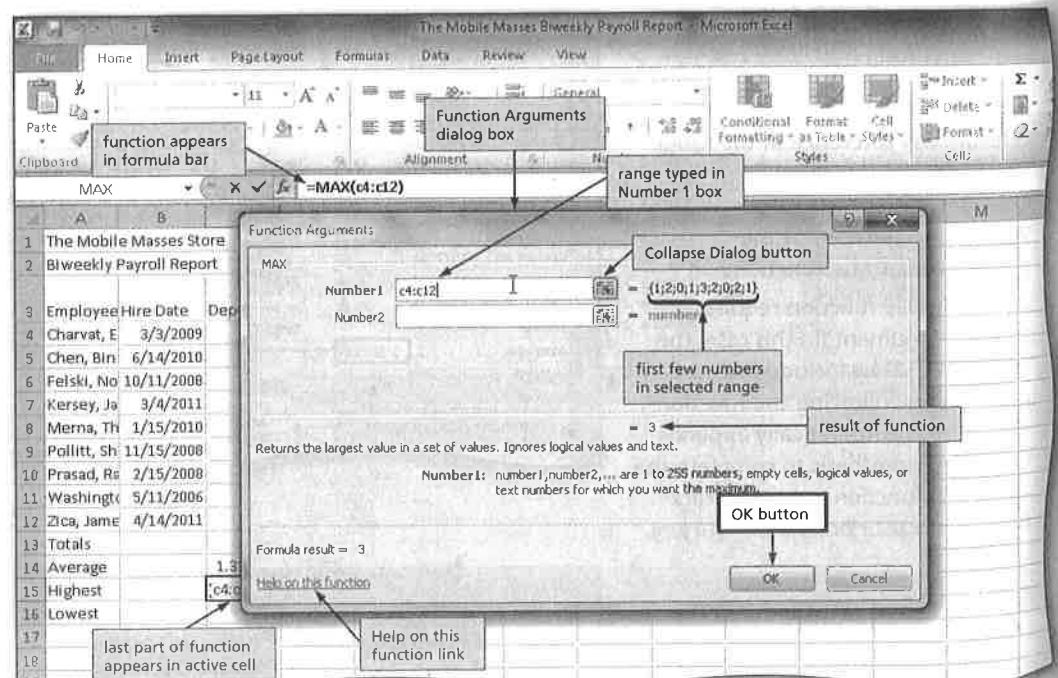 The Mobile Masses Biweekly Payroll Report - Microsoft Excel
File Home Insert Page Layout Formulas Data Review View
11 A A General Insert
Paste Conditional Formatting Format as Table Cell Styles Delete
Format
Clipboard Alignment Styles Cells
function appears
in formula bar
Function Arguments
dialog box
range typed in
Number 1 box
MAX =MAX(c4:c12)
A B M
Function Arguments
Collapse Dialog button
MAX
Number1 c4:c12 = {1;2;0;1;3;2;0;2;1}
Number2 = number
first few numbers
in selected range
= 3
result of function
Returns the largest value in a set of values. Ignores logical values and text.
Number1: number1,number2,... are 1 to 255 numbers, empty cells, logical values, or
text numbers for which you want the maximum.
OK button
Formula result = 3
Help on this function
OK Cancel
1 The Mobile Masses Store
2 Biweekly Payroll Report
3 Employee Hire Date Dep
4 Charvat, E 3/3/2009
5 Chen, Bin 6/14/2010
6 Felski, No 10/11/2008
7 Kersey, Ja 3/4/2011
8 Merna, Th 1/15/2010
9 Pollitt, Sh 11/15/2008
10 Prasad, Ra 2/15/2008
11 Washingto 5/11/2006
12 Zica, Jame 4/14/2011
13 Totals
14 Average 1.3
15 Highest c4:c
16 Lowest
17
18
last part of function
appears in active cell
Help on this
function link